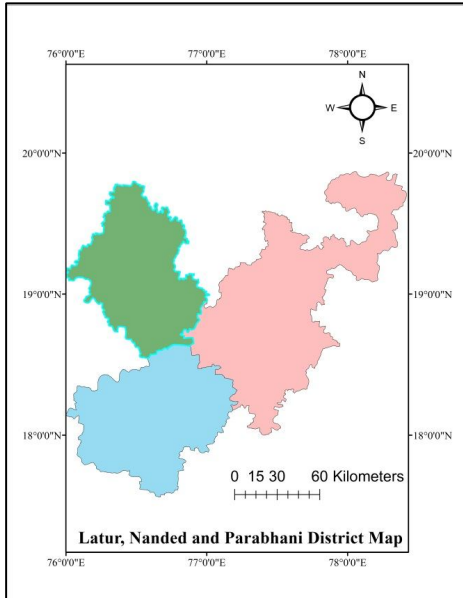 76°0'0"E 77°0'0"E 78°0'0"E
N
W E
S
20°0'0"N 20°0'0"N
19°0'0"N 19°0'0"N
18°0'0"N 18°0'0"N
0 15 30 60 Kilometers
Latur, Nanded and Parabhani District Map
76°0'0"E 77°0'0"E 78°0'0"E